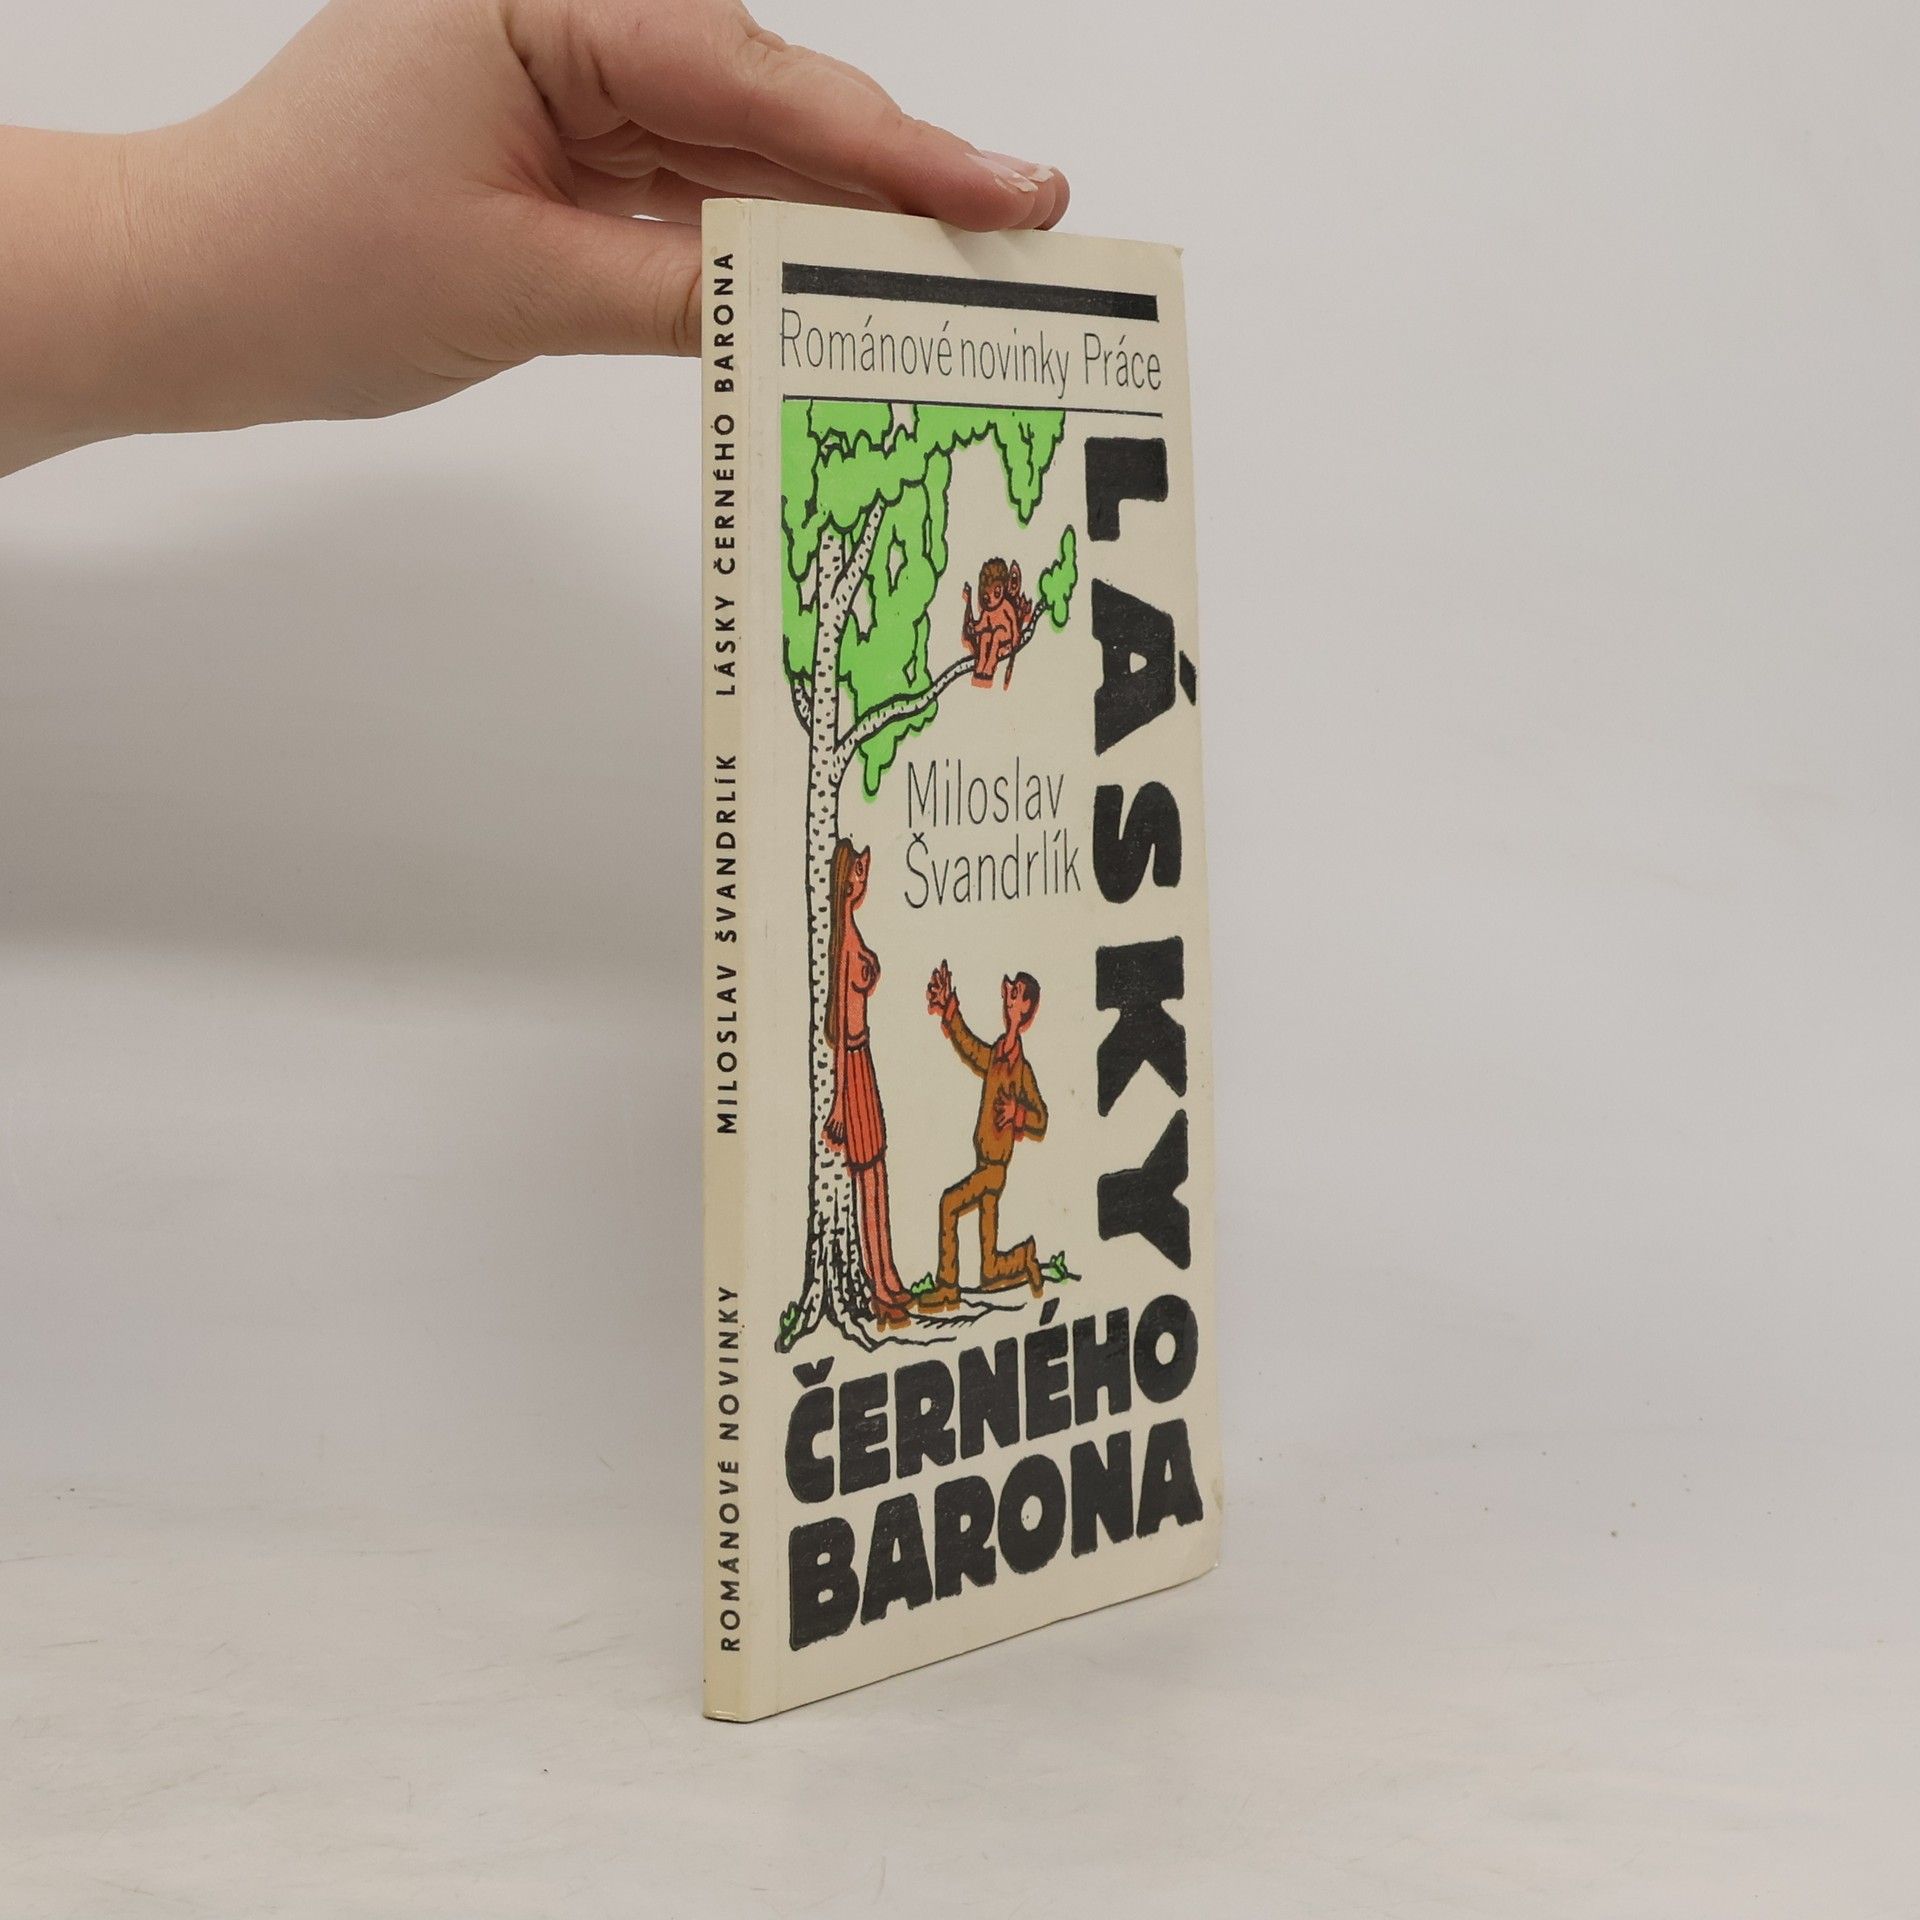 ROMÁNOVÉ NOVINKY MILOSLAV ŠVANDRLÍK LÁSKY ČERNÉHO BARONA
Románové novinky Práce
LÁSKY
Miloslav
Švandrlík
ČERNÉHO
BARONA